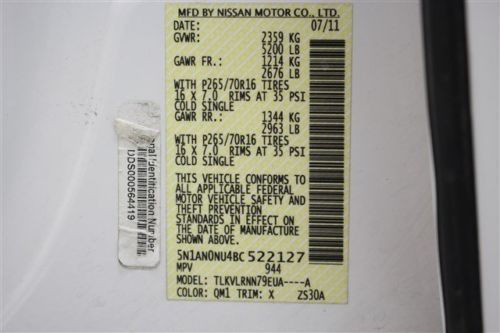 MFD BY NISSAN MOTOR CO., LTD.
DATE: 07/11
GVWR: 2359 KG
5200 LB
GAWR FR.: 1214 KG
2676 LB
WITH P265/70R16 TIRES
16 X 7.0 RIMS AT 35 PSI
COLD SINGLE
GAWR RR.: 1344 KG
2963 LB
WITH P265/70R16 TIRES
16 X 7.0 RIMS AT 35 PSI
COLD SINGLE
THIS VEHICLE CONFORMS TO
ALL APPLICABLE FEDERAL
MOTOR VEHICLE SAFETY AND
THEFT PREVENTION
STANDARDS IN EFFECT ON
THE DATE OF MANUFACTURE
SHOWN ABOVE.
5N1AN0NU4BC 522127
MPV 944
MODEL: TLKVLRNN79EUA----A
COLOR: QM1 TRIM: X ZS30A
onal Identification Number
DDS000564419